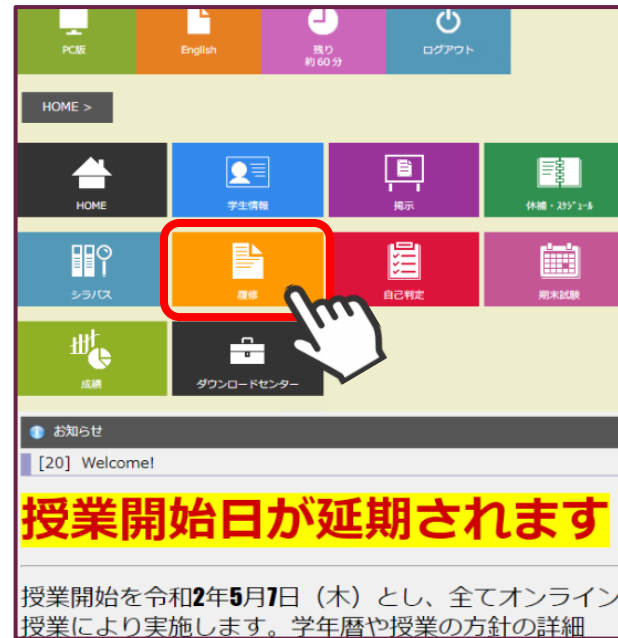 PC版
English
残り
約60分
ログアウト
HOME >
HOME
学生情報
掲示
休補・ｽｹｼﾞｭｰﾙ
シラバス
履修
自己判定
期末試験
成績
ダウンロードセンター
お知らせ
[20] Welcome!
授業開始日が延期されます
授業開始を令和2年5月7日（木）とし、全てオンライン
授業により実施します。学年暦や授業の方針の詳細